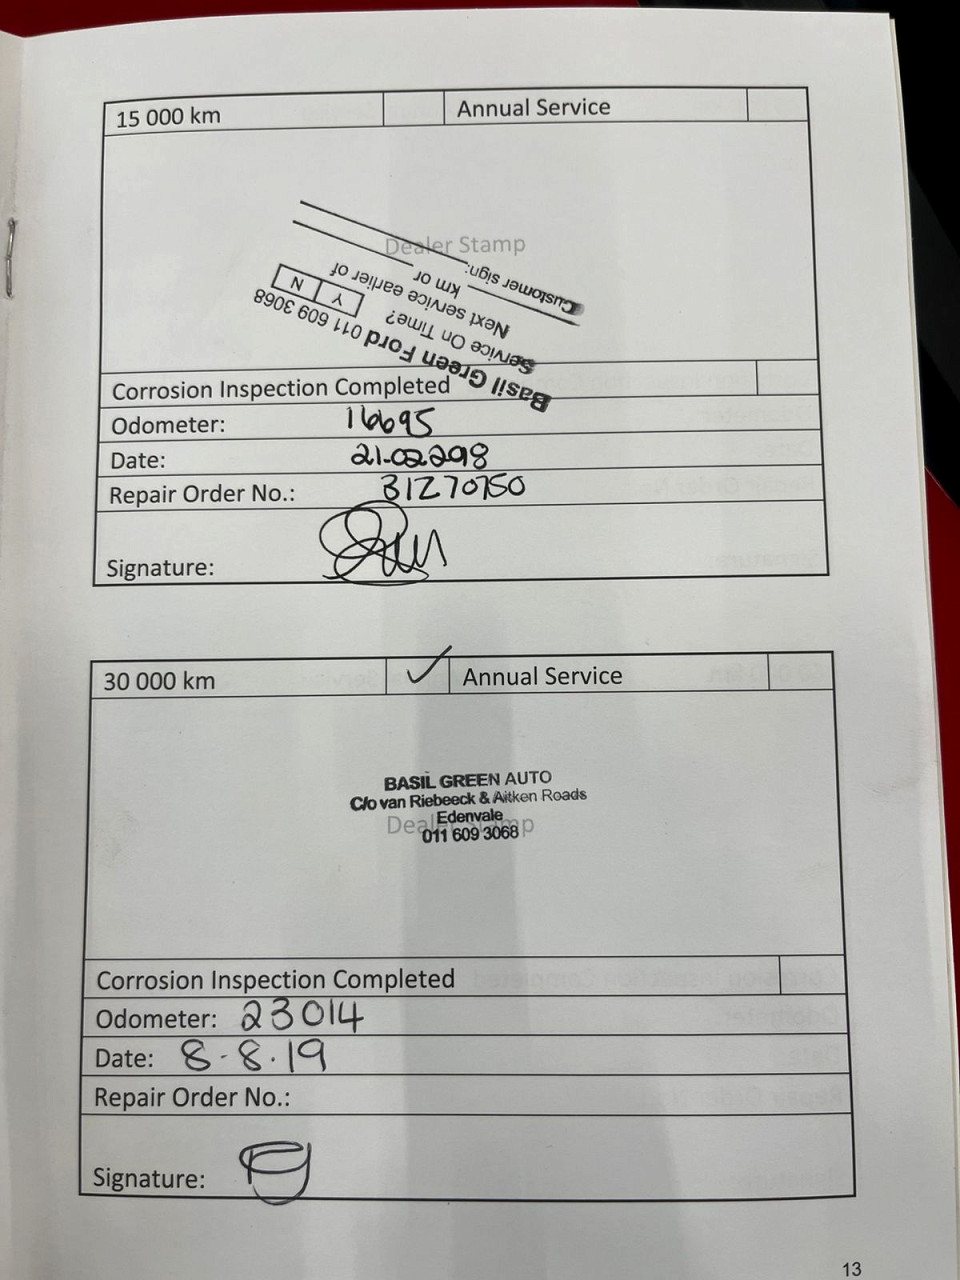 15 000 km Annual Service
Dealer Stamp
Basil Green Ford 011 609 3068
Service On Time? Y N
Next service earlier of
km or
Customer sign:
Corrosion Inspection Completed
Odometer: 16695
Date:
Repair Order No.: 31270750
Signature:
30 000 km ✓ Annual Service
BASIL GREEN AUTO
C/o van Riebeeck & Aitken Roads
Edenvale
Dealer Stamp
011 609 3068
Corrosion Inspection Completed
Odometer: 23014
Date: 8-8.19
Repair Order No.:
Signature:
13